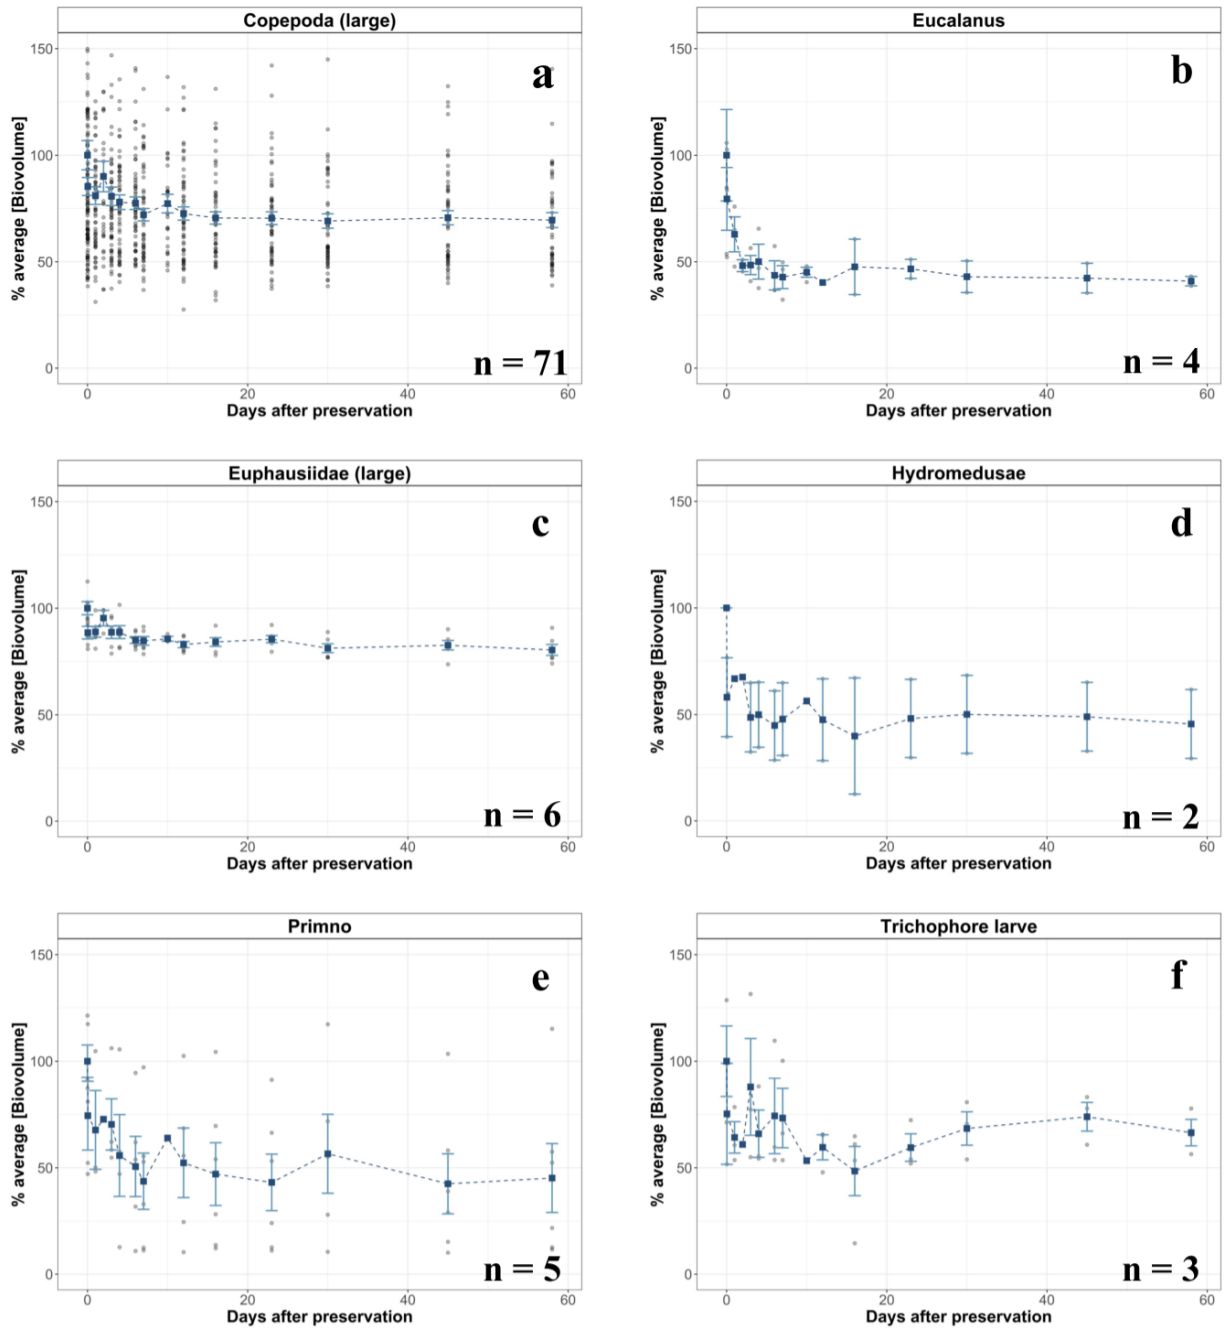 Copepoda (large)
Eucalanus
150
100
50
0
% average [Biovolume]
a
n = 71
0
20
40
60
Days after preservation
150
100
50
0
% average [Biovolume]
b
n = 4
0
20
40
60
Days after preservation
Euphausiidae (large)
Hydromedusae
150
100
50
0
% average [Biovolume]
c
n = 6
0
20
40
60
Days after preservation
150
100
50
0
% average [Biovolume]
d
n = 2
0
20
40
60
Days after preservation
Primno
Trichophore larve
150
100
50
0
% average [Biovolume]
e
n = 5
0
20
40
60
Days after preservation
150
100
50
0
% average [Biovolume]
f
n = 3
0
20
40
60
Days after preservation